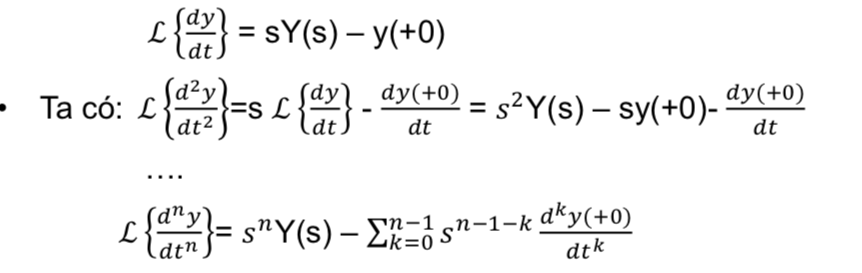 ℒ{dy/dt} = sY(s) – y(+0)
• Ta có: ℒ{d²y/dt²}=s ℒ{dy/dt} - dy(+0)/dt = s²Y(s) – sy(+0)- dy(+0)/dt
....
ℒ{dⁿy/dtⁿ}= sⁿY(s) – ∑ₖ₌₀ⁿ⁻¹ sⁿ⁻¹⁻ᵏ dᵏy(+0)/dtᵏ